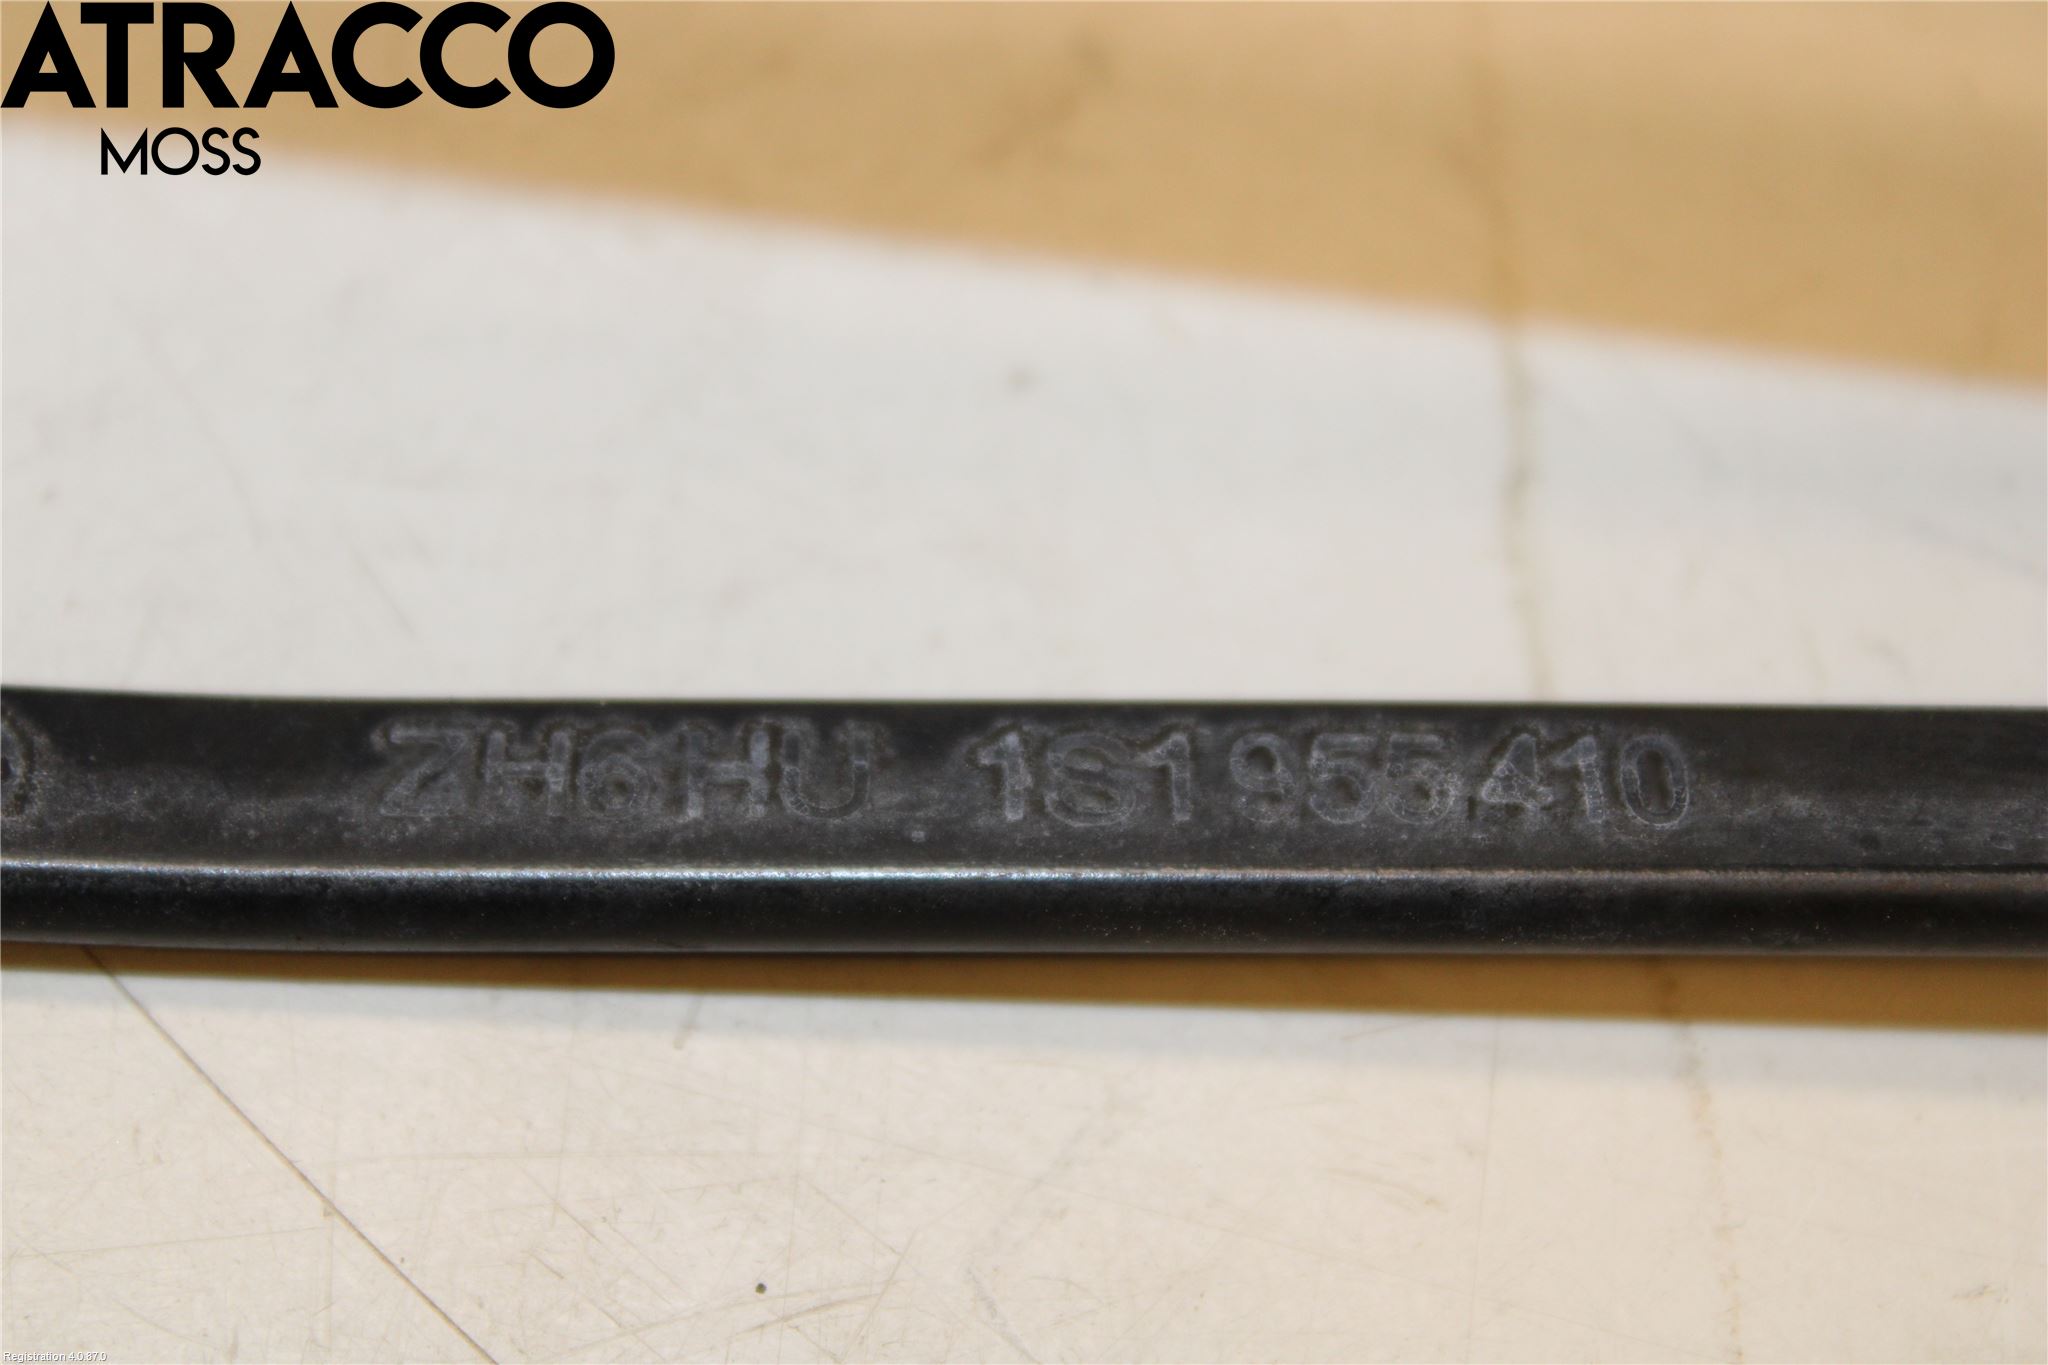 ATRACCO
MOSS
ZH6HU 1S1955410
Registration 4.0.87.0